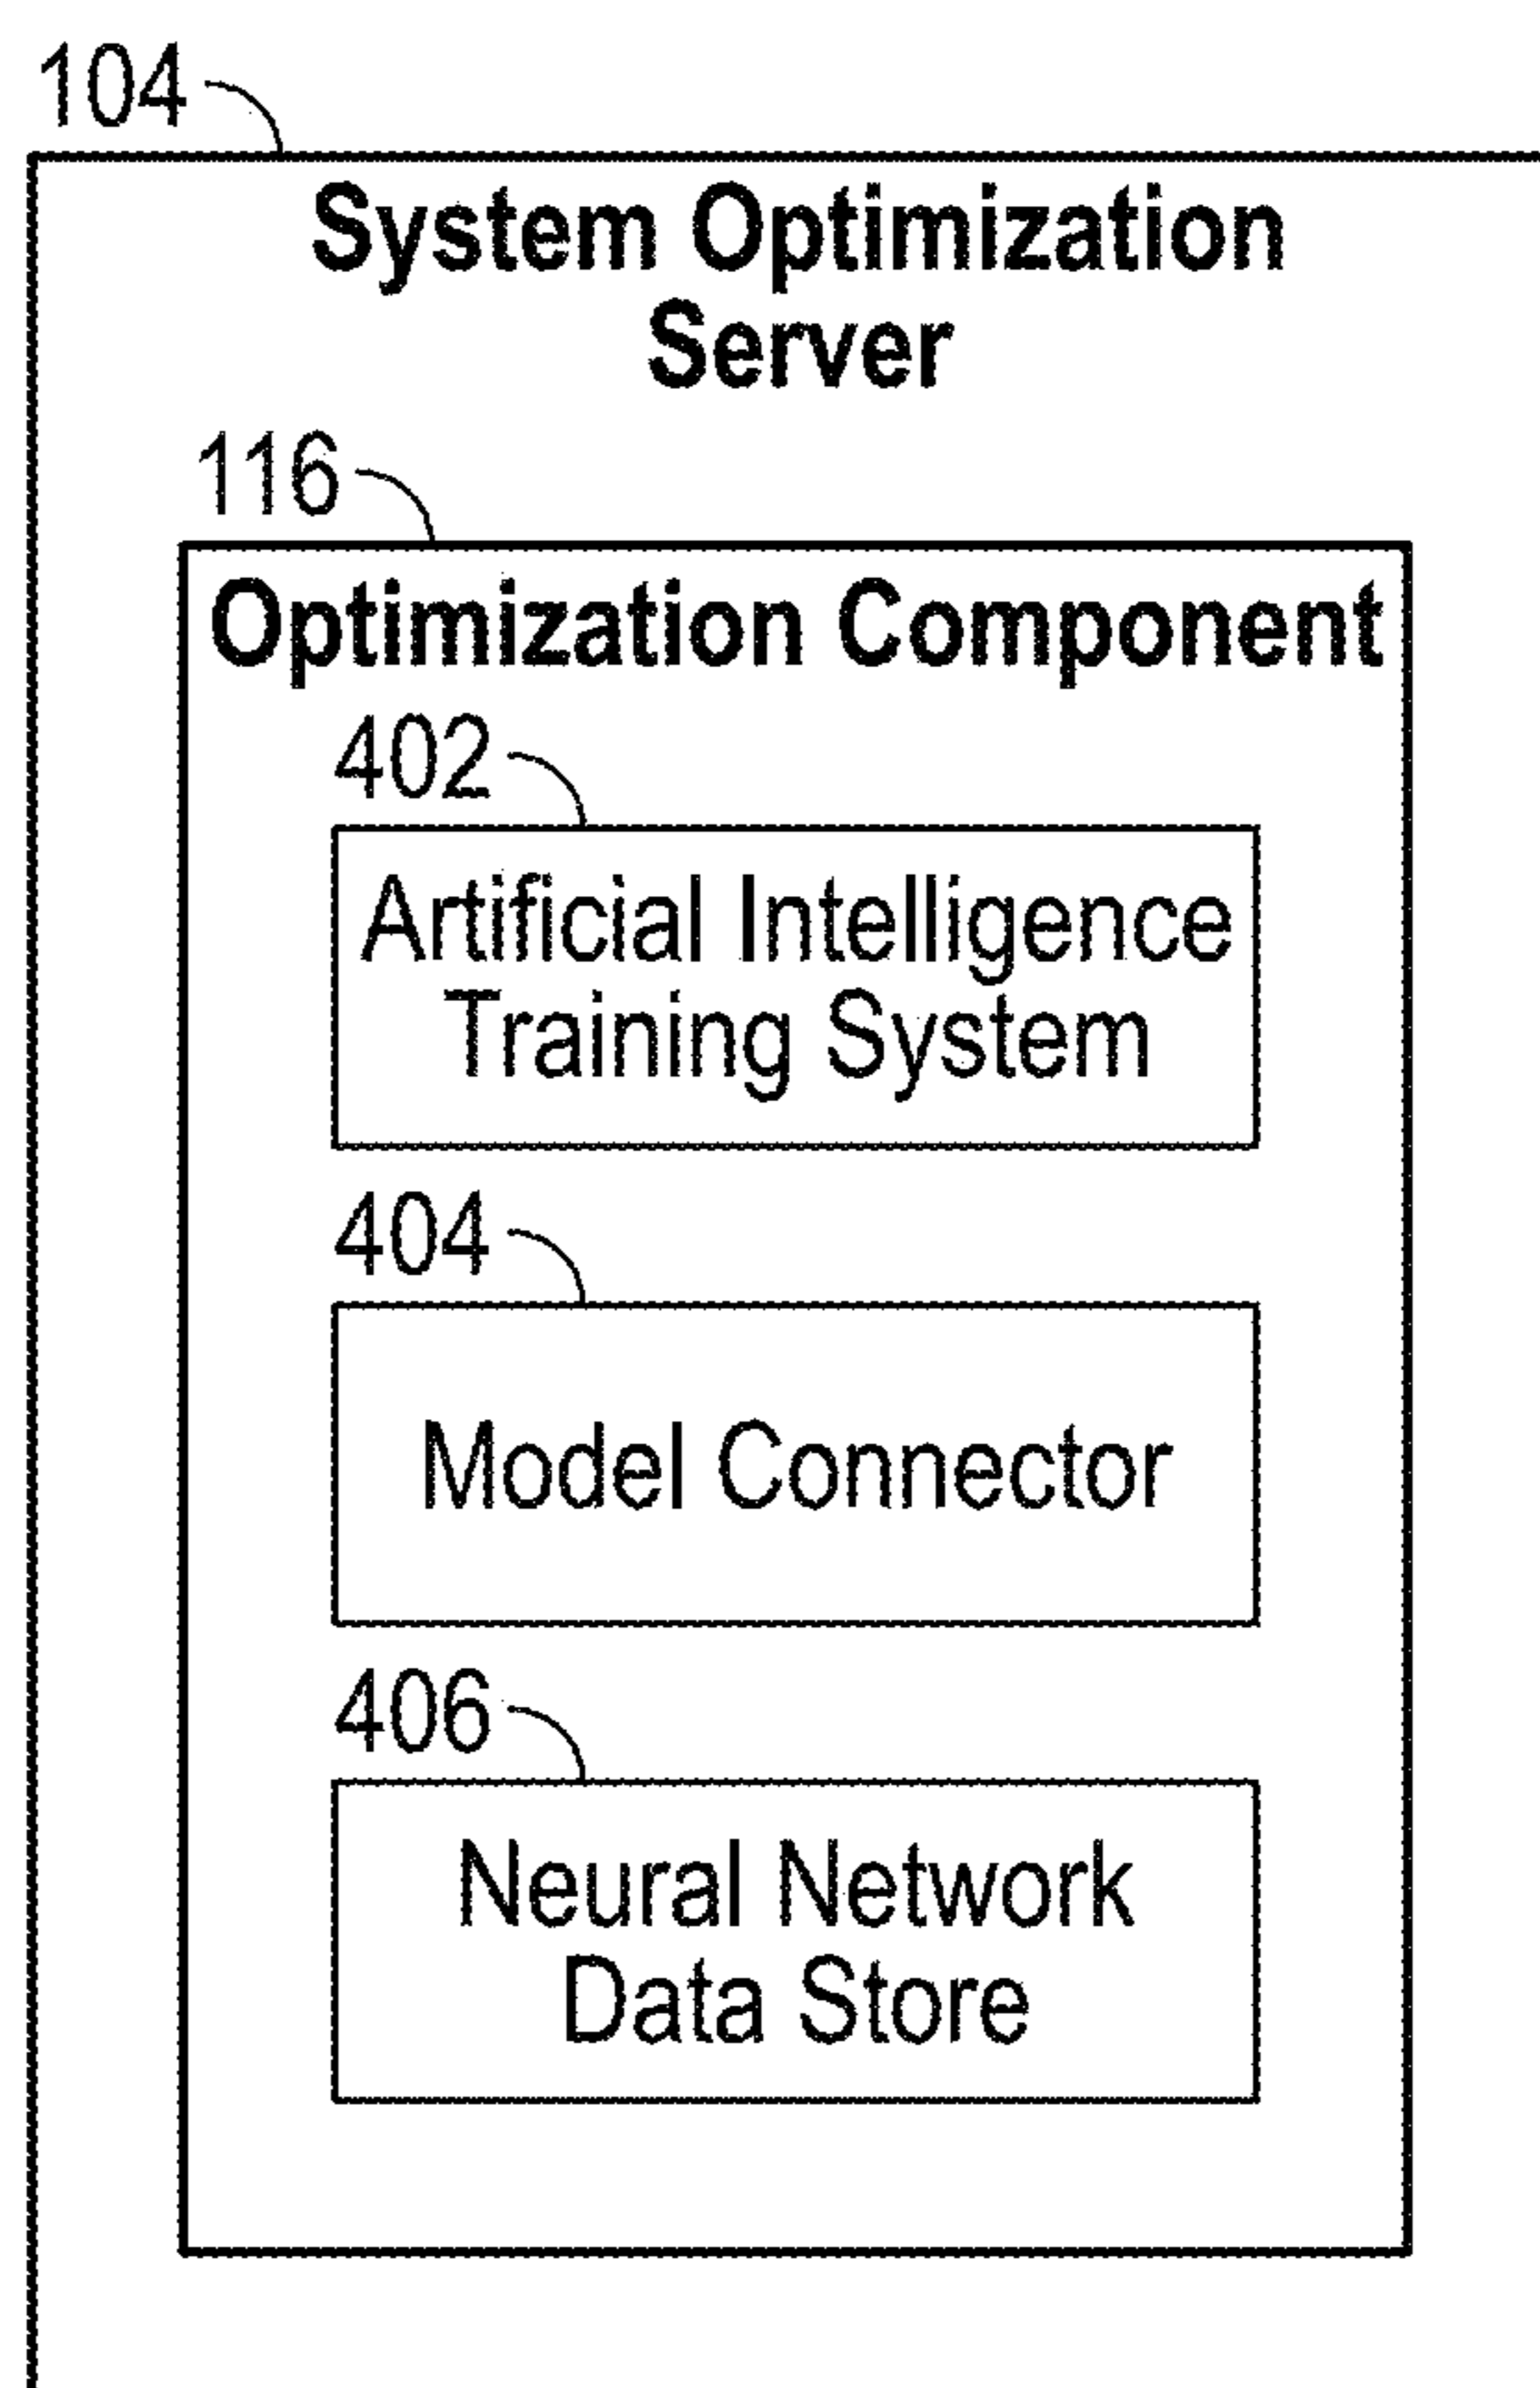 104
System Optimization
Server
116
Optimization Component
402
Artificial Intelligence
Training System
404
Model Connector
406
Neural Network
Data Store